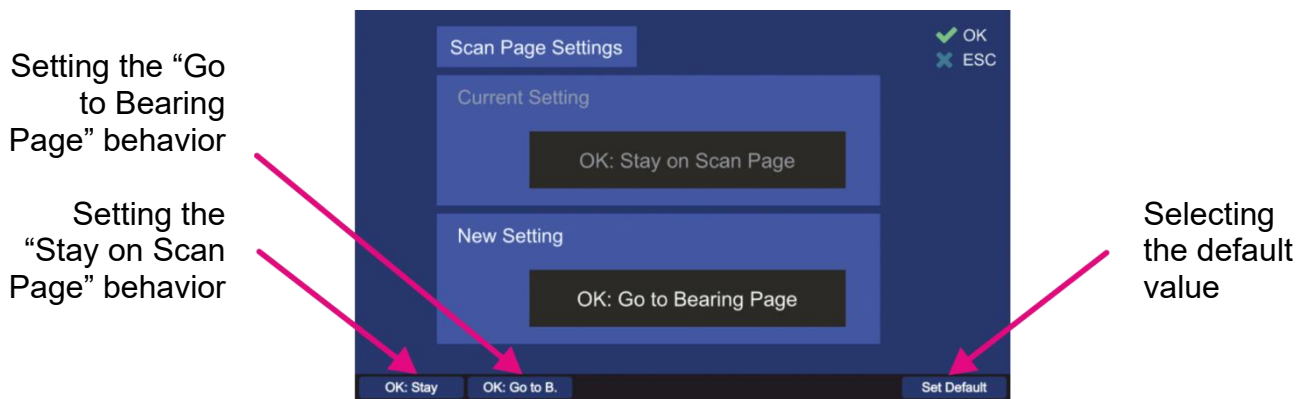 Setting the “Go
to Bearing
Page” behavior
Setting the
“Stay on Scan
Page” behavior
Scan Page Settings
OK
ESC
Current Setting
OK: Stay on Scan Page
New Setting
OK: Go to Bearing Page
OK: Stay
OK: Go to B.
Set Default
Selecting
the default
value